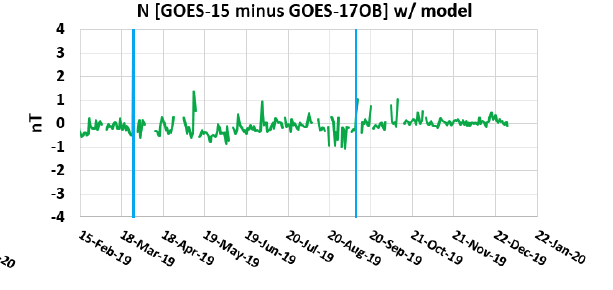 N [GOES-15 minus GOES-17OB] w/ model
4
3
2
1
0
-1
-2
-3
-4
nT
15-Feb-19
18-Mar-19
18-Apr-19
19-May-19
19-Jun-19
20-Jul-19
20-Aug-19
20-Sep-19
21-Oct-19
21-Nov-19
22-Dec-19
22-Jan-20
-20